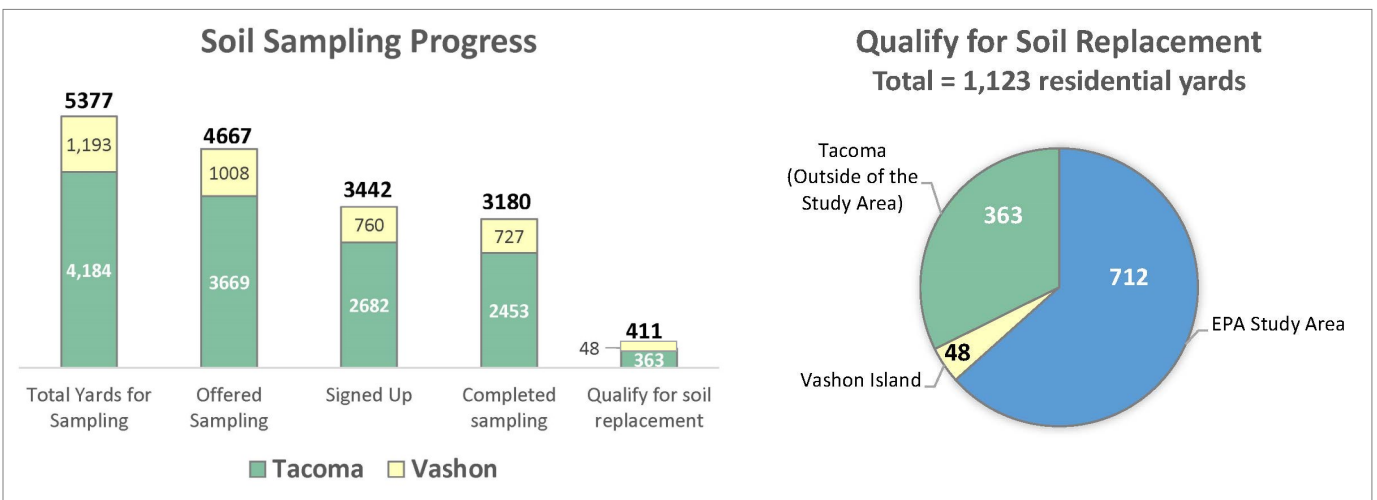 Soil Sampling Progress
5377
1,193
4,184
4667
1008
3669
3442
760
2682
3180
727
2453
411
48
363
Total Yards for
Sampling
Offered
Sampling
Signed Up
Completed
sampling
Qualify for soil
replacement
Tacoma
Vashon
Qualify for Soil Replacement
Total = 1,123 residential yards
Tacoma
(Outside of the
Study Area)
363
712
EPA Study Area
48
Vashon Island